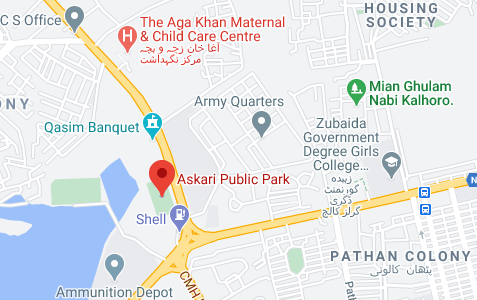 HOUSING
SOCIETY
C S Office
The Aga Khan Maternal
& Child Care Centre
آغا خان زچہ و بچہ
مرکز نگہداشت
ONY
Mian Ghulam
Nabi Kalhoro.
Army Quarters
Qasim Banquet
Zubaida
Government
Degree Girls
College...
زبیدہ
گورنمنٹ
ڈگری
گرلز کالج
Askari Public Park
N
Shell
PATHAN COLONY
پٹھان کالونی
CMH
Path
Ammunition Depot